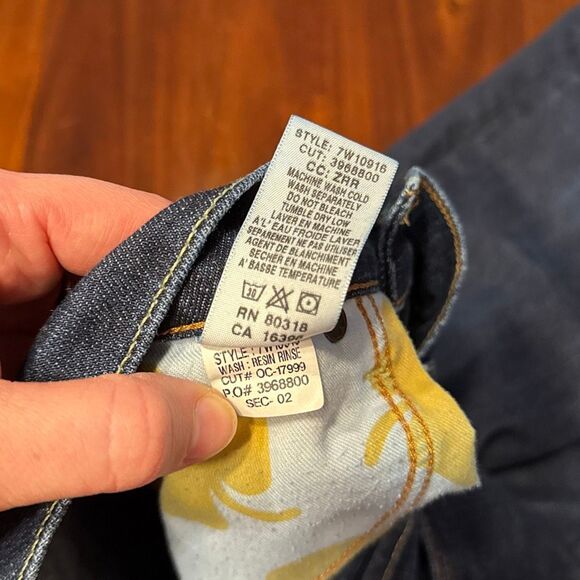 STYLE: 7W10916
CUT: 3968800
CC: ZRR
MACHINE WASH COLD
WASH SEPARATELY
DO NOT BLEACH
TUMBLE DRY LOW
LAVER EN MACHINE
A'L' EAU FROIDE LAVER
SEPAREMENT NE PAS UTILISER
AGENT DE BLANCHIMENT
SECHER EN MACHINE
A' BASSE TEMPERATURE
30
RN 80318
CA
STYLE:
WASH : RESIN RINSE
CUT# OC-17999
P.O# 3968800
SEC- 02